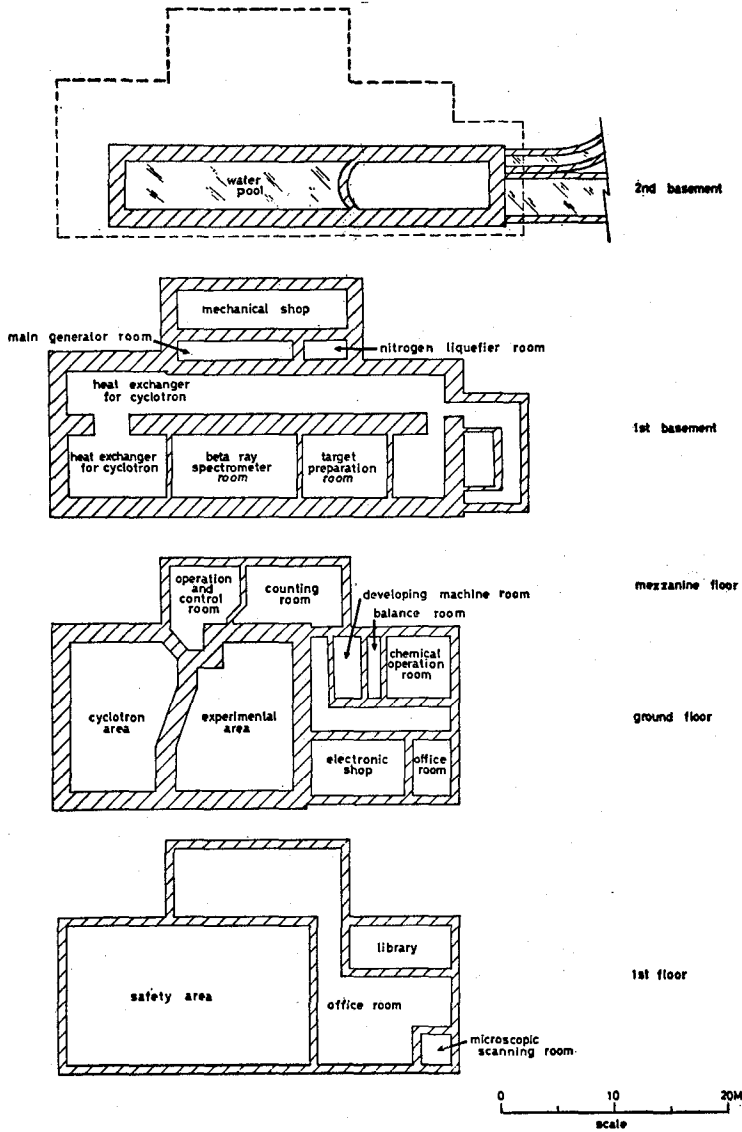 water
pool
2nd basement
mechanical shop
main generator room
nitrogen liquefier room
heat exchanger
for cyclotron
1st basement
heat exchanger
for cyclotron
beta ray
spectrometer
room
target
preparation
room
mezzanine floor
operation
and
control
room
counting
room
developing machine room
balance room
chemical
operation
room
cyclotron
area
experimental
area
ground floor
electronic
shop
office
room
library
safety area
office room
1st floor
microscopic
scanning room
0 10 20M
scale